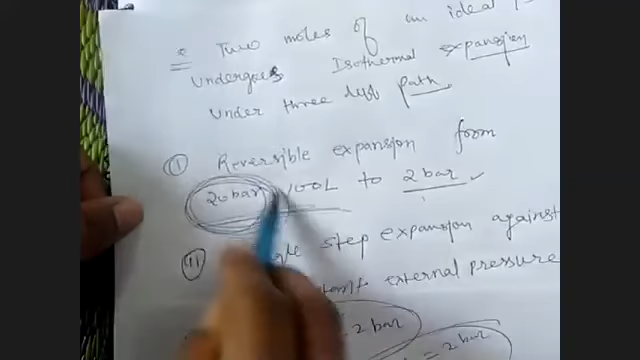 * Two moles of an ideal
undergoes Isothermal expansion
under three diff path
(i) Reversible expansion form
20 bar, 100L to 2 bar
(ii) step expansion against
external pressure
= 2 bar
= 2 bar